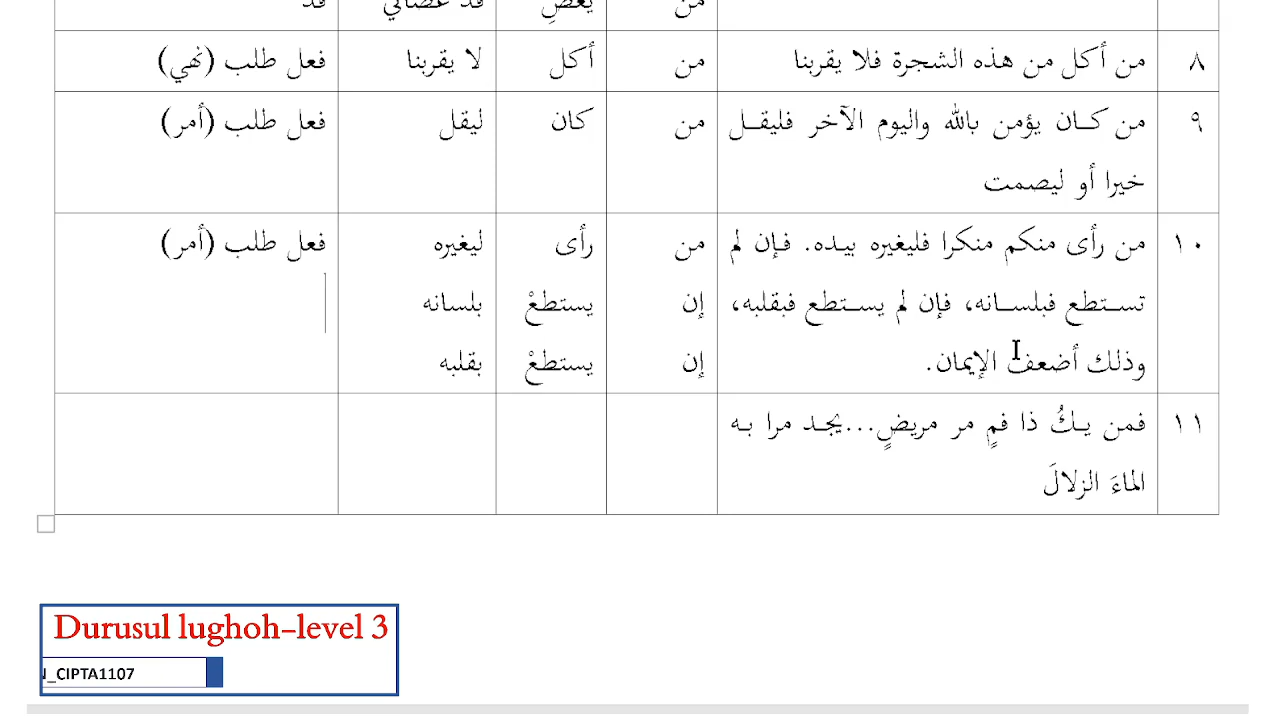 من يعصِ قد عصاني قد
٨ من أكل من هذه الشجرة فلا يقربنا من أكل لا يقربنا فعل طلب (نهي)
٩ من كان يؤمن بالله واليوم الآخر فليقل من كان ليقل فعل طلب (أمر)
خيرا أو ليصمت
١٠ من رأى منكم منكرا فليغيره بيده. فإن لم من رأى ليغيره فعل طلب (أمر)
تستطع فبلسانه، فإن لم يستطع فبقلبه، إن يستطعْ بلسانه
وذلك أضعف الإيمان. إن يستطعْ بقلبه
١١ فمن يكُ ذا فمٍ مر مريضٍ...يجد مرا به
الماءَ الزلالَ
Durusul lughoh-level 3
_CIPTA1107